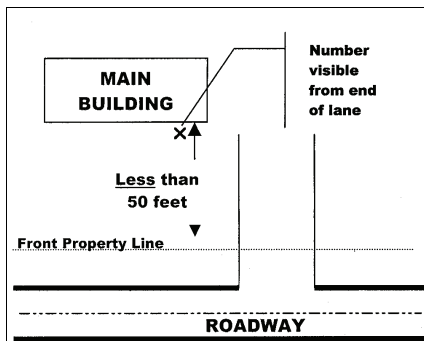 MAIN
BUILDING
Number
visible
from end
of lane
X
Less than
50 feet
Front Property Line
ROADWAY